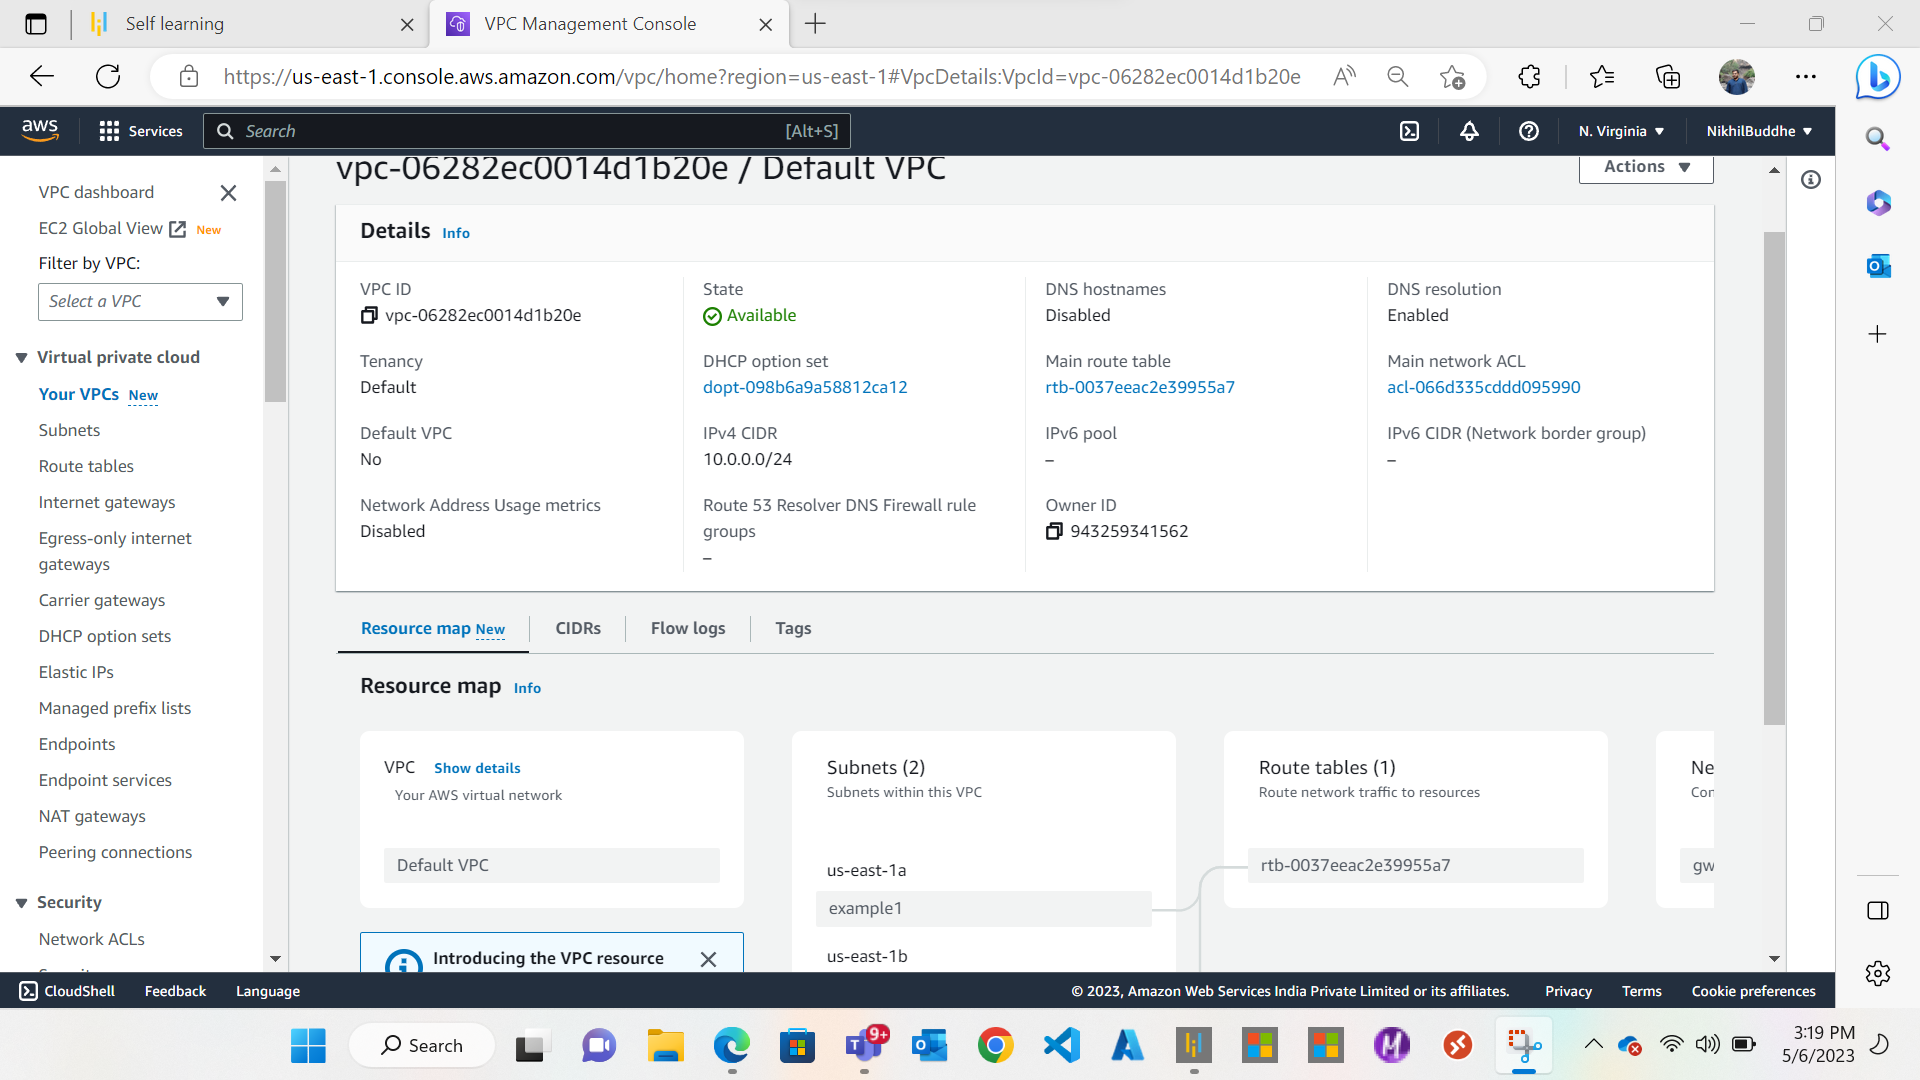 Self learning
VPC Management Console
https://us-east-1.console.aws.amazon.com/vpc/home?region=us-east-1#VpcDetails:VpcId=vpc-06282ec0014d1b20e
aws
Services
Search
[Alt+S]
N. Virginia
NikhilBuddhe
VPC dashboard
EC2 Global View New
Filter by VPC:
Select a VPC
Virtual private cloud
Your VPCs New
Subnets
Route tables
Internet gateways
Egress-only internet
gateways
Carrier gateways
DHCP option sets
Elastic IPs
Managed prefix lists
Endpoints
Endpoint services
NAT gateways
Peering connections
Security
Network ACLs
vpc-06282ec0014d1b20e / Default VPC
Actions
Details Info
VPC ID
vpc-06282ec0014d1b20e
State
Available
DNS hostnames
Disabled
DNS resolution
Enabled
Tenancy
Default
DHCP option set
dopt-098b6a9a58812ca12
Main route table
rtb-0037eeac2e39955a7
Main network ACL
acl-066d335cddd095990
Default VPC
No
IPv4 CIDR
10.0.0.0/24
IPv6 pool
–
IPv6 CIDR (Network border group)
–
Network Address Usage metrics
Disabled
Route 53 Resolver DNS Firewall rule
groups
–
Owner ID
943259341562
Resource map New
CIDRs
Flow logs
Tags
Resource map Info
VPC Show details
Your AWS virtual network
Default VPC
Introducing the VPC resource
Subnets (2)
Subnets within this VPC
us-east-1a
example1
us-east-1b
Route tables (1)
Route network traffic to resources
rtb-0037eeac2e39955a7
Ne
Con
gw
CloudShell
Feedback
Language
© 2023, Amazon Web Services India Private Limited or its affiliates.
Privacy
Terms
Cookie preferences
Search
9+
3:19 PM
5/6/2023